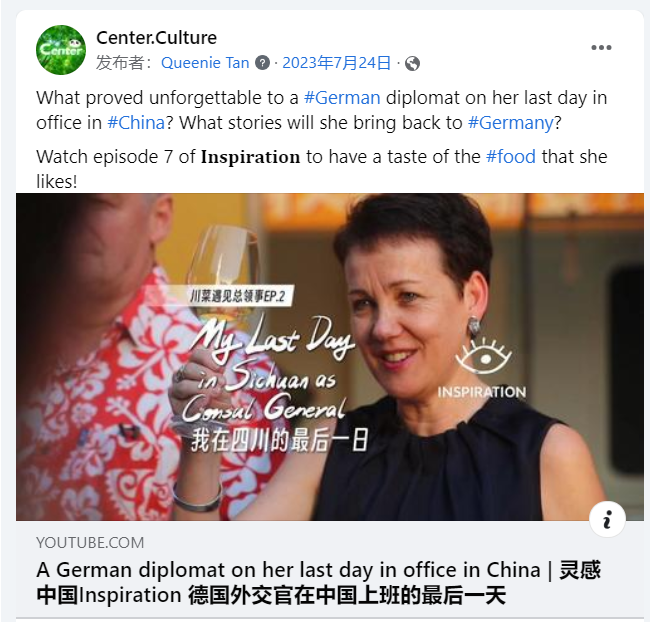 Center.Culture
发布者： Queenie Tan · 2023年7月24日 ·
What proved unforgettable to a #German diplomat on her last day in
office in #China? What stories will she bring back to #Germany?
Watch episode 7 of Inspiration to have a taste of the #food that she
likes!
川菜遇见总领事EP.2
My Last Day
in Sichuan as
Consul General
我在四川的最后一日
INSPIRATION
YOUTUBE.COM
A German diplomat on her last day in office in China | 灵感
中国Inspiration 德国外交官在中国上班的最后一天